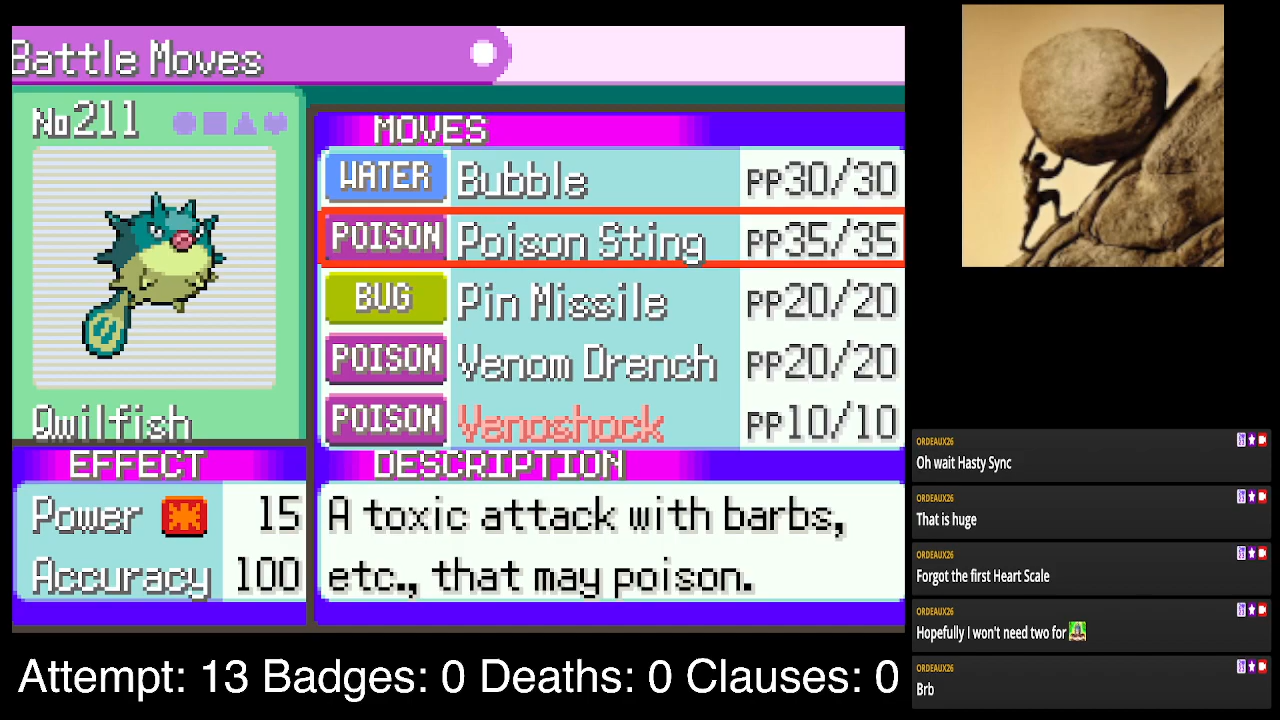 Battle Moves
No211
MOVES
WATER Bubble PP30/30
POISON Poison Sting PP35/35
BUG Pin Missile PP20/20
POISON Venom Drench PP20/20
POISON Venoshock PP10/10
Qwilfish
EFFECT
Power 15
Accuracy 100
DESCRIPTION
A toxic attack with barbs,
etc., that may poison.
Attempt: 13 Badges: 0 Deaths: 0 Clauses: 0
ORDEAUX26
Oh wait Hasty Sync
ORDEAUX26
That is huge
ORDEAUX26
Forgot the first Heart Scale
ORDEAUX26
Hopefully I won't need two for
ORDEAUX26
Brb